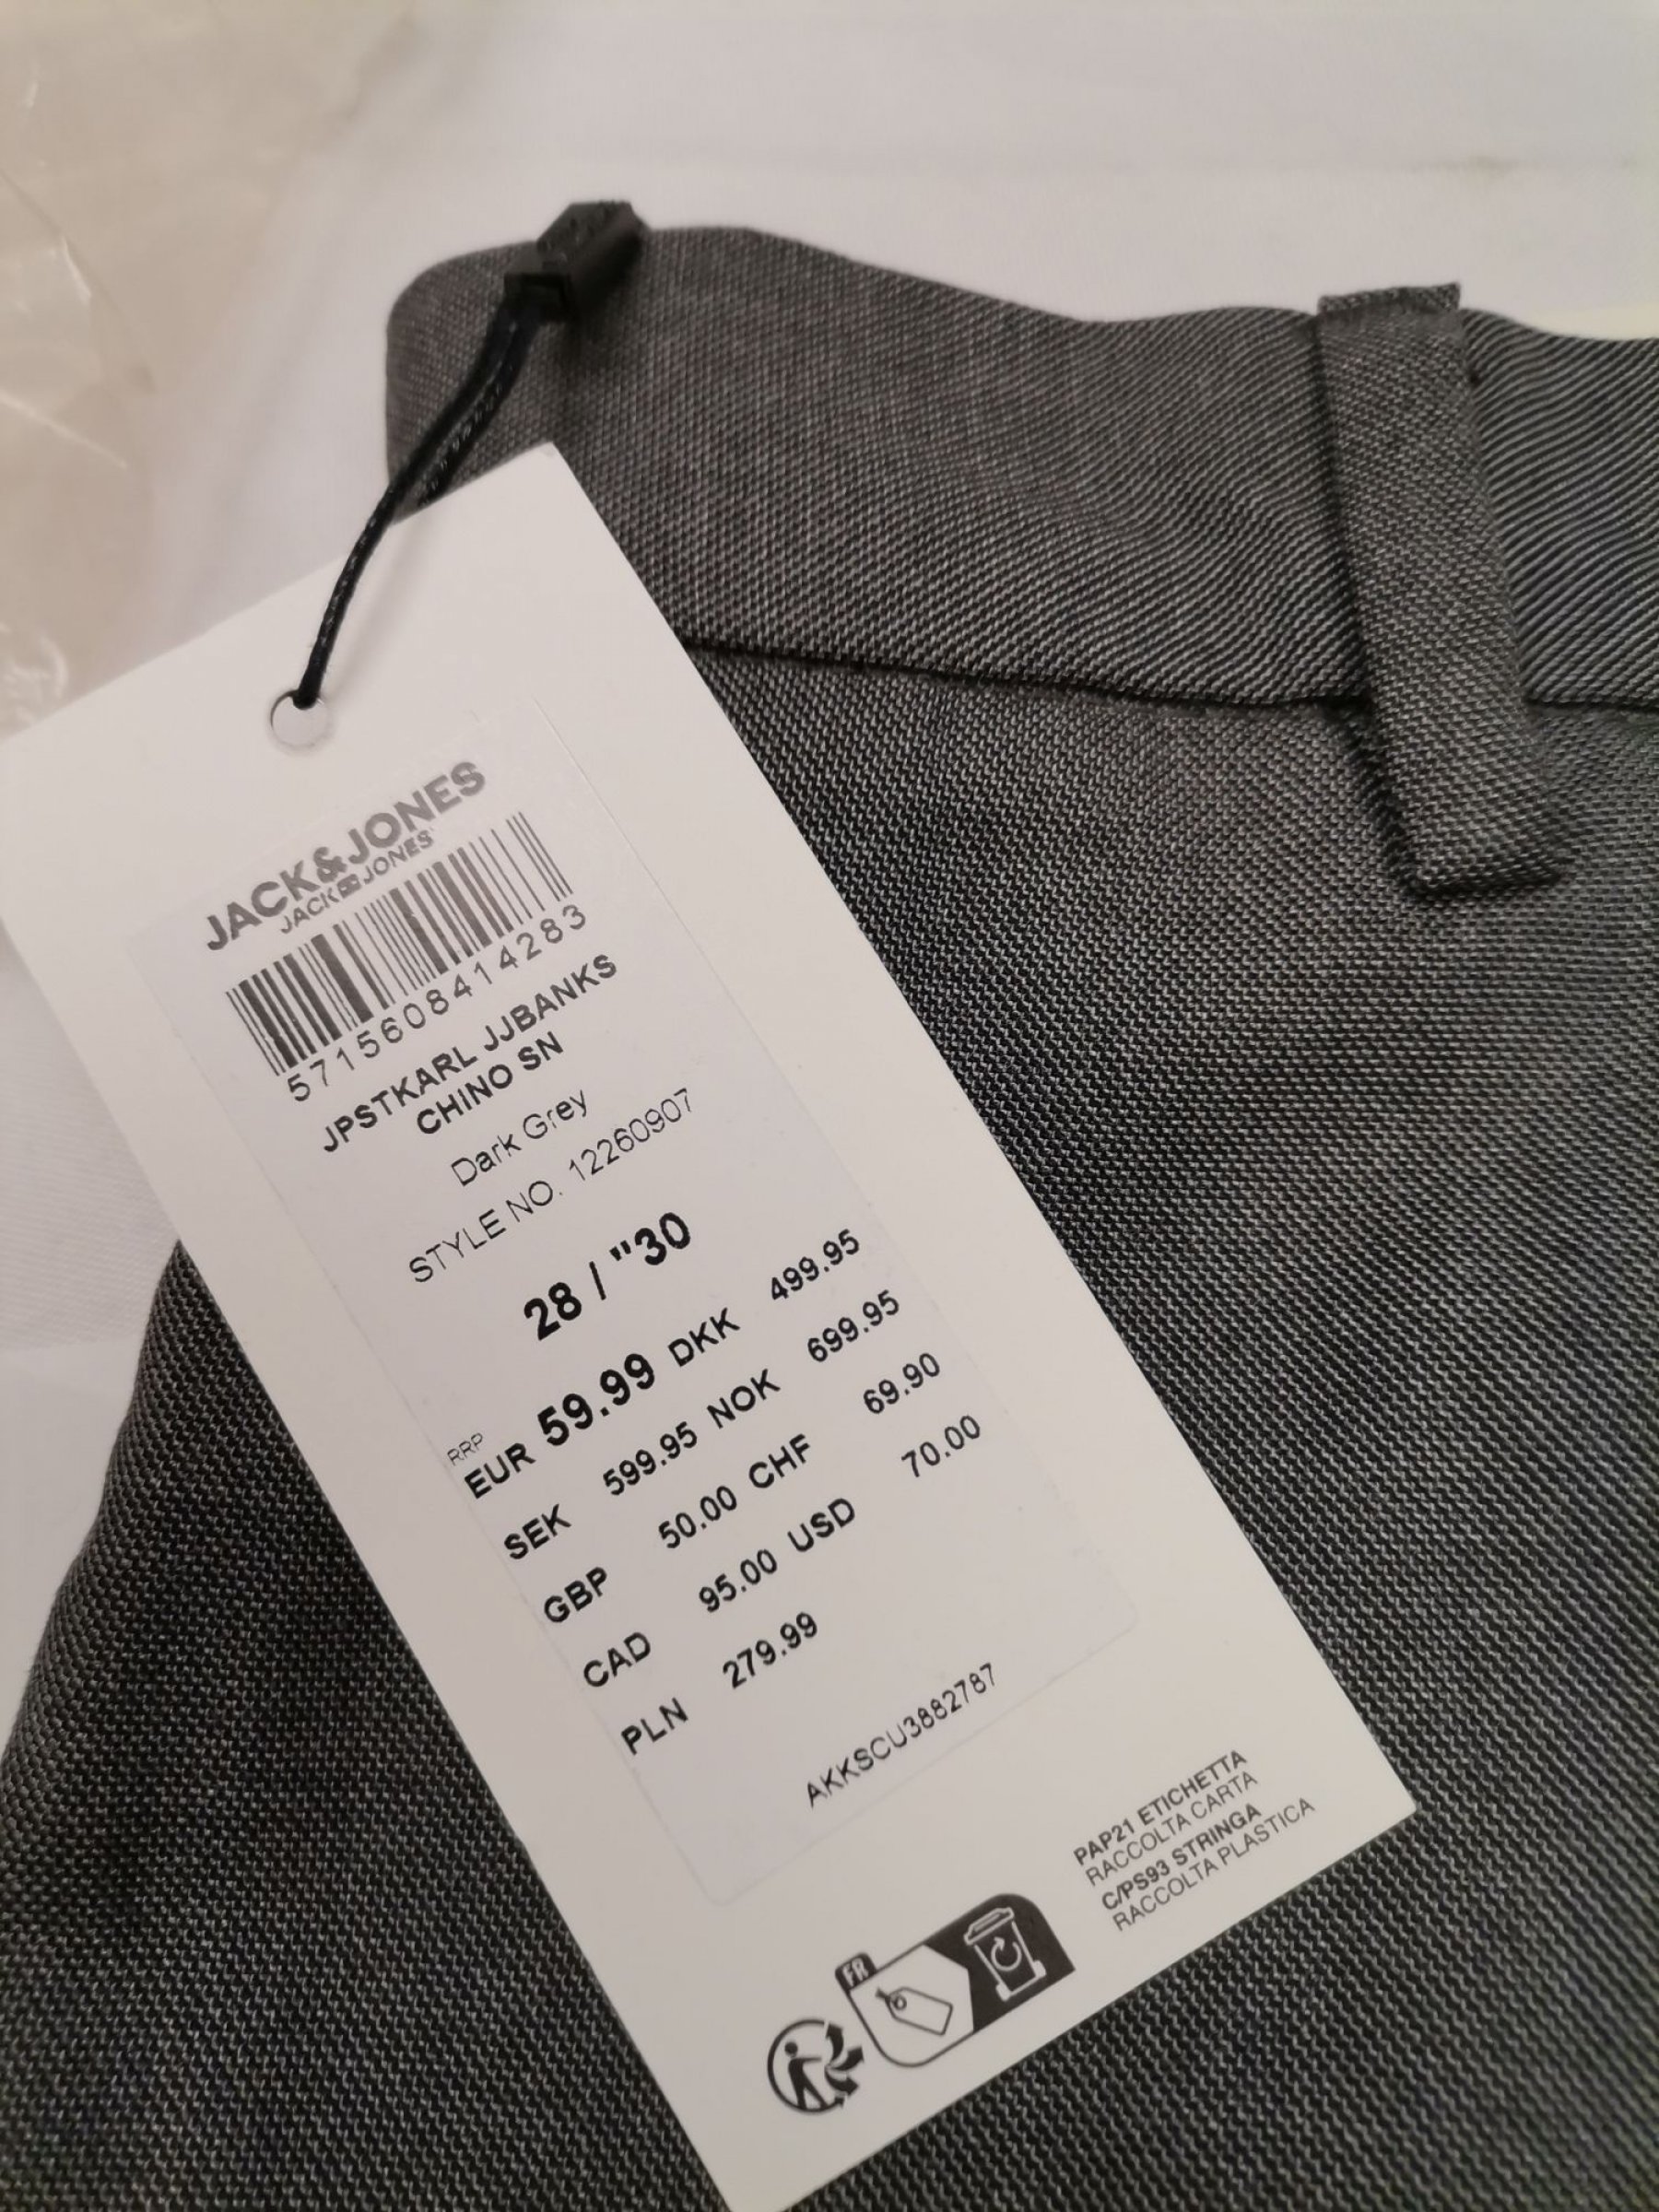 JACK&JONES
JACK&JONES
5715608414283
JPSTKARL JJBANKS
CHINO SN
Dark Grey
STYLE NO. 12260907
28 / "30
RRP
EUR 59.99 DKK 499.95
SEK 599.95 NOK 699.95
GBP 50.00 CHF 69.90
CAD 95.00 USD 70.00
PLN 279.99
AKKSCU3882787
PAP21 ETICHETTA
RACCOLTA CARTA
C/PS93 STRINGA
RACCOLTA PLASTICA
FR